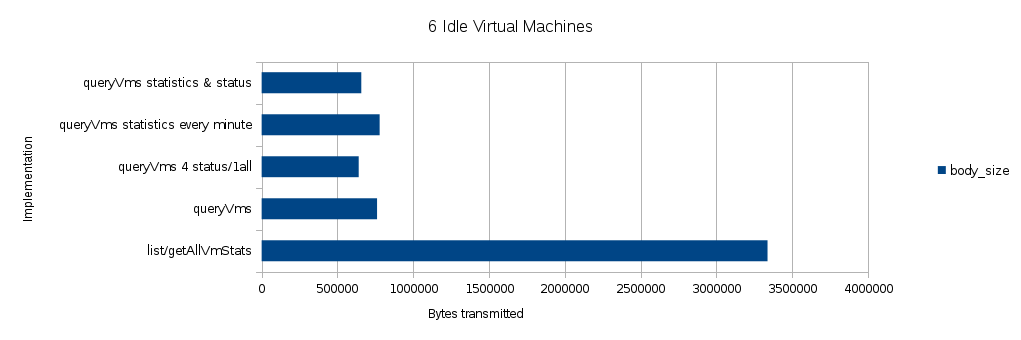 6 Idle Virtual Machines
Implementation
queryVms statistics & status
queryVms statistics every minute
queryVms 4 status/1all
queryVms
list/getAllVmStats
0 500000 1000000 1500000 2000000 2500000 3000000 3500000 4000000
Bytes transmitted
body_size